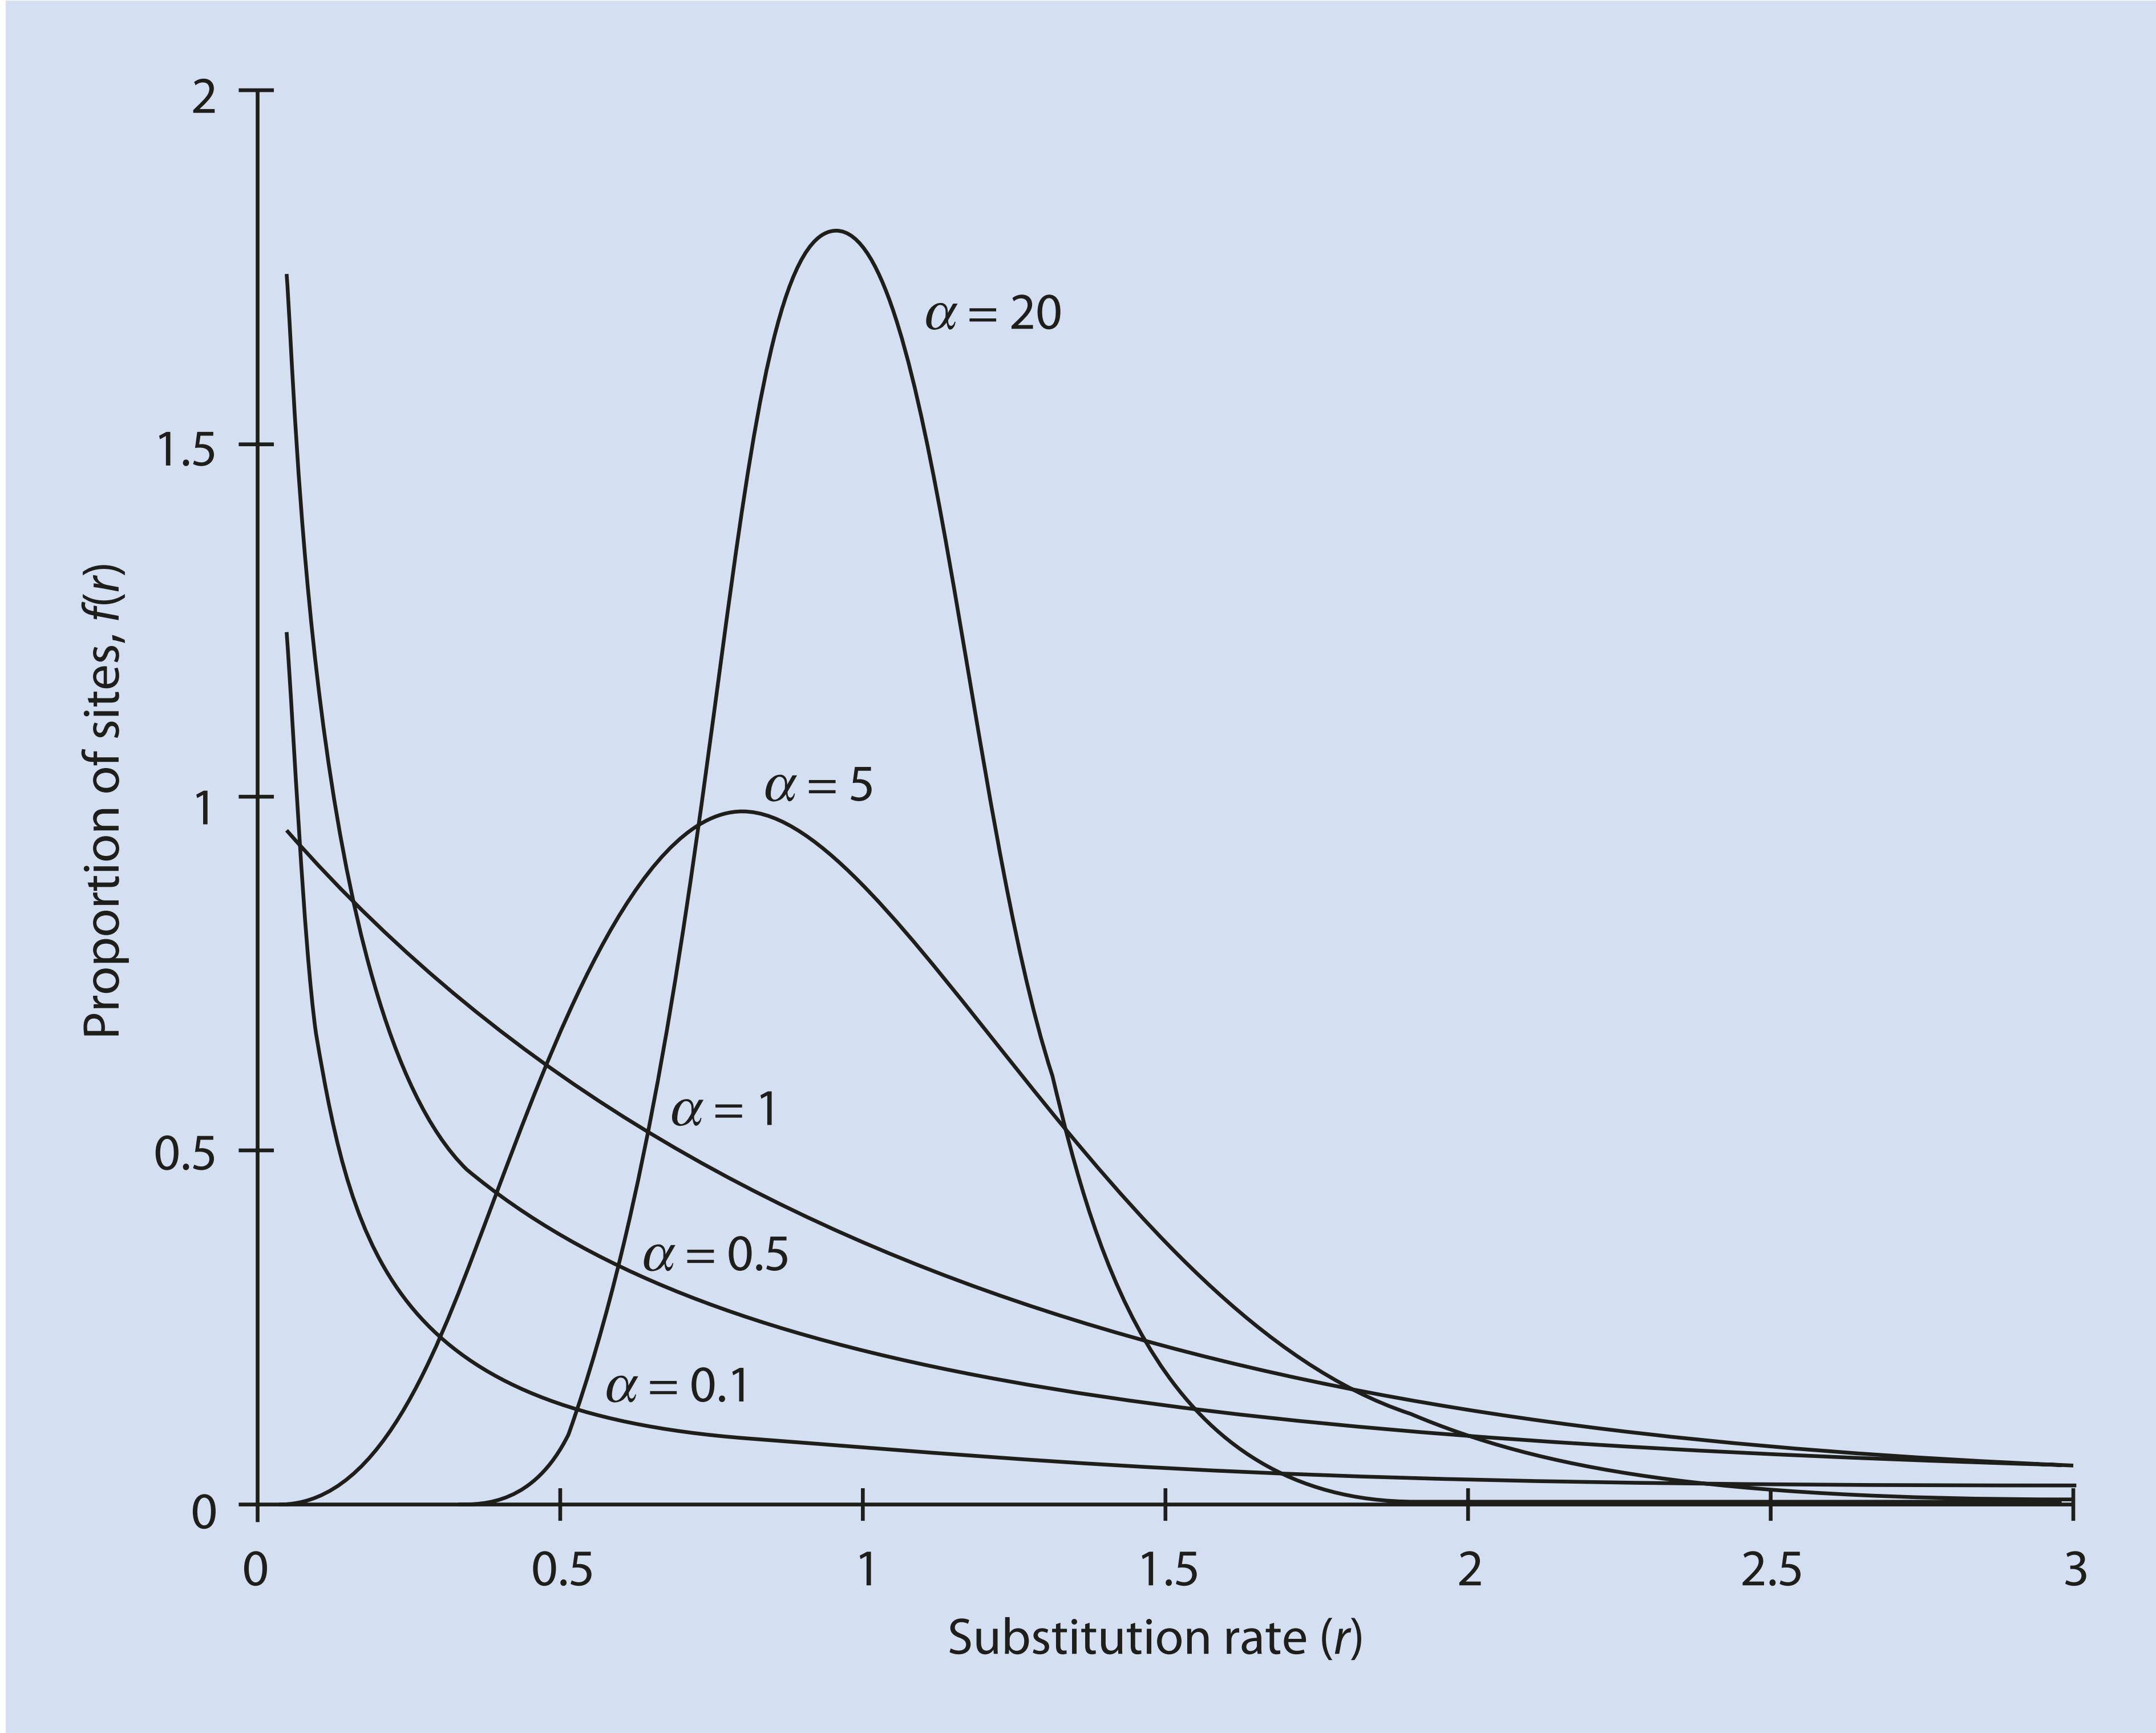 2
1.5
1
0.5
0
Proportion of sites, f(r)
α = 20
α = 5
α = 1
α = 0.5
α = 0.1
0 0.5 1 1.5 2 2.5 3
Substitution rate (r)